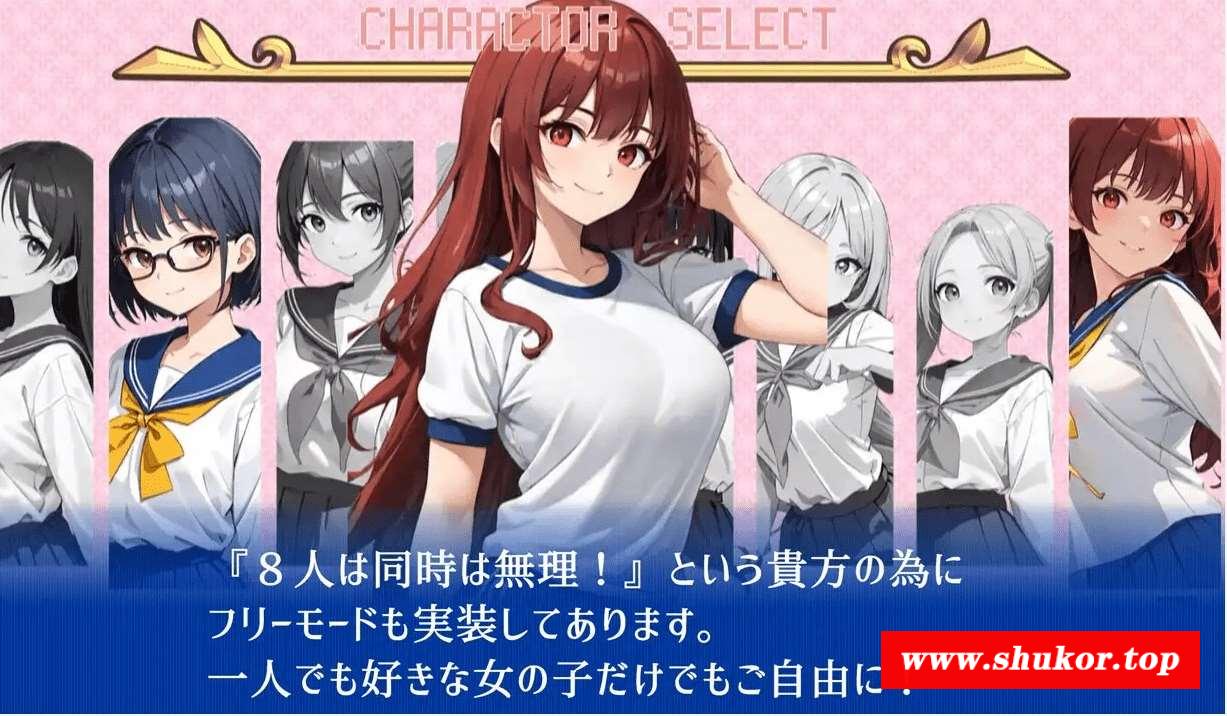 CHARACTOR SELECT
『８人は同時は無理！』という貴方の為に
フリーモードも実装してあります。
一人でも好きな女の子だけでもご自由に！
www.shukor.top